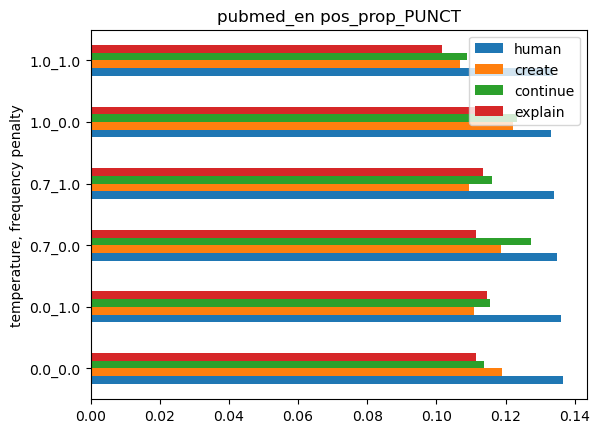 pubmed_en pos_prop_PUNCT
human
create
continue
explain
temperature, frequency penalty
1.0_1.0
1.0_0.0
0.7_1.0
0.7_0.0
0.0_1.0
0.0_0.0
0.00 0.02 0.04 0.06 0.08 0.10 0.12 0.14